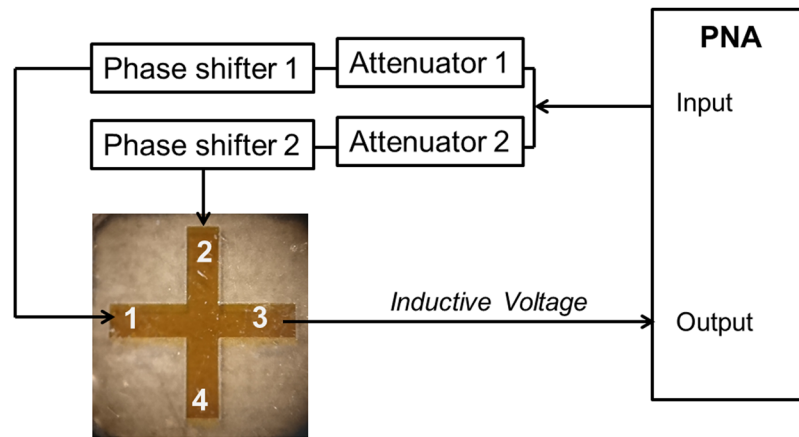 PNA
Phase shifter 1
Attenuator 1
Input
Phase shifter 2
Attenuator 2
2
1
3
Inductive Voltage
Output
4